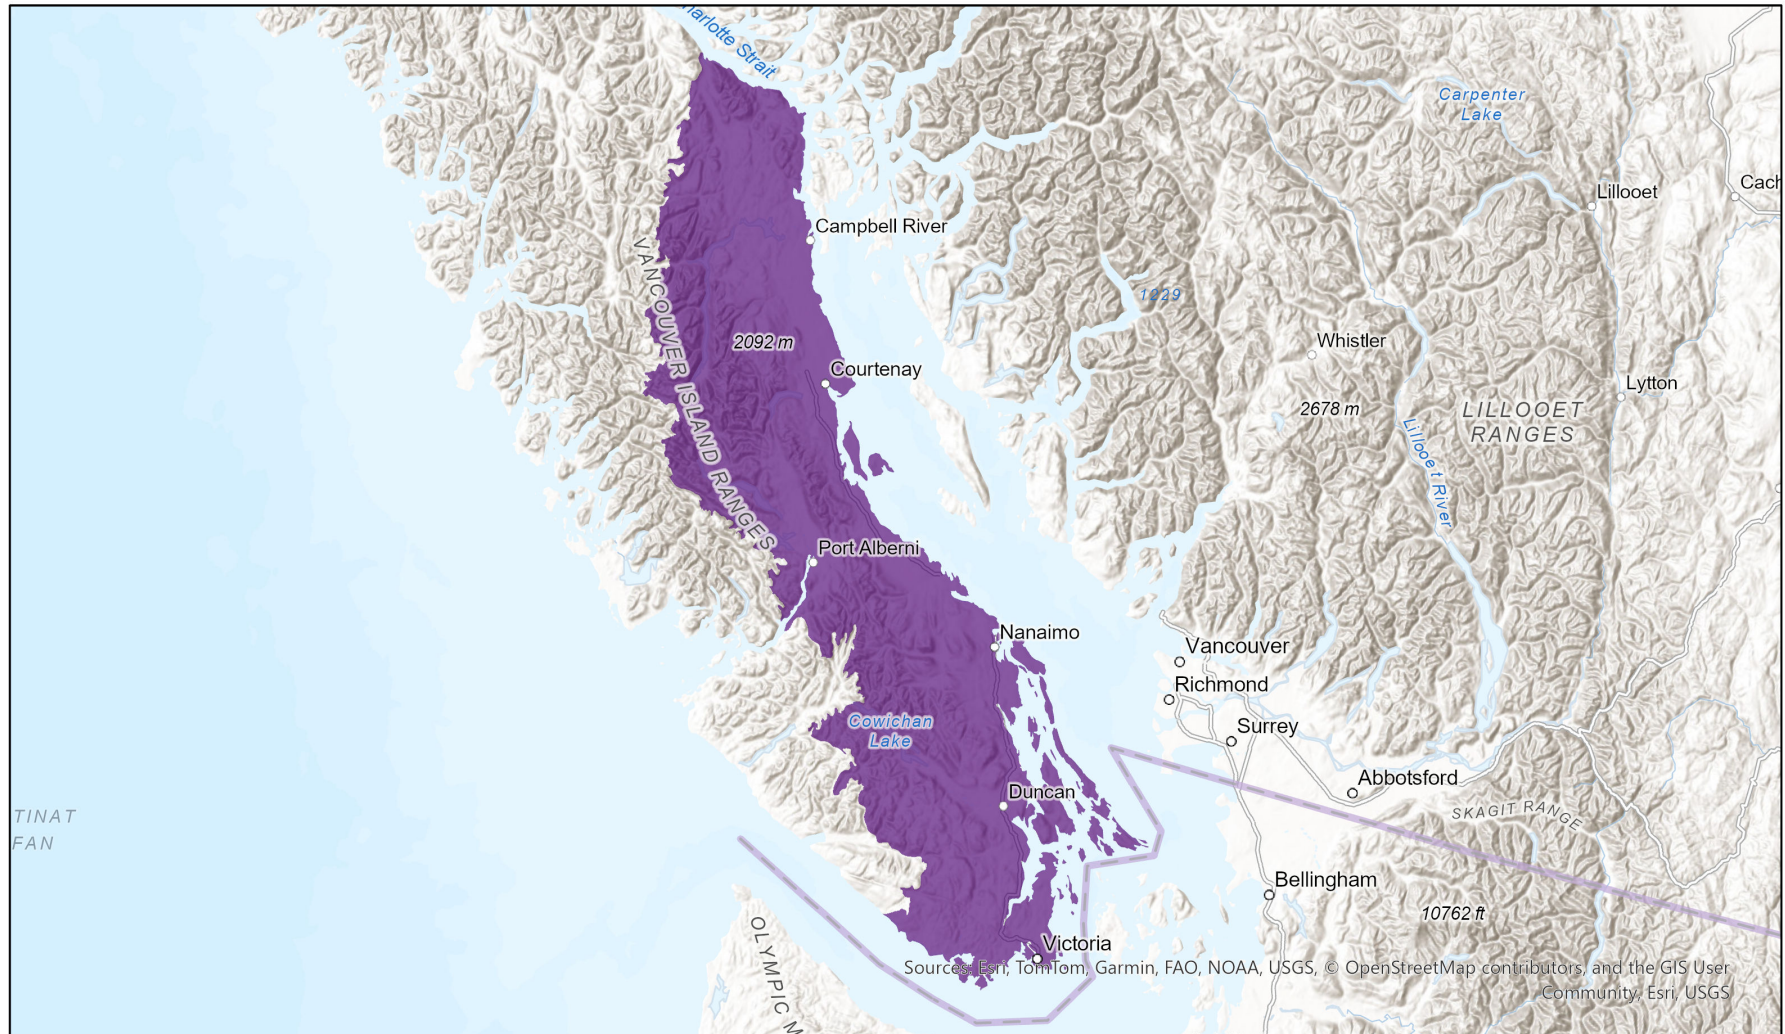 harlotte Strait
Carpenter
Lake
Lillooet
Cach
Campbell River
VANCOUVER ISLAND RANGES
1229
2092 m
Whistler
Courtenay
Lytton
2678 m
LILLOOET
RANGES
Lillooet River
Port Alberni
Nanaimo
Vancouver
Richmond
Cowichan
Lake
Surrey
Abbotsford
Duncan
SKAGIT RANGE
TINAT
FAN
Bellingham
10762 ft
OLYMPIC M
Victoria
Sources: Esri, TomTom, Garmin, FAO, NOAA, USGS, © OpenStreetMap contributors, and the GIS User
Community, Esri, USGS